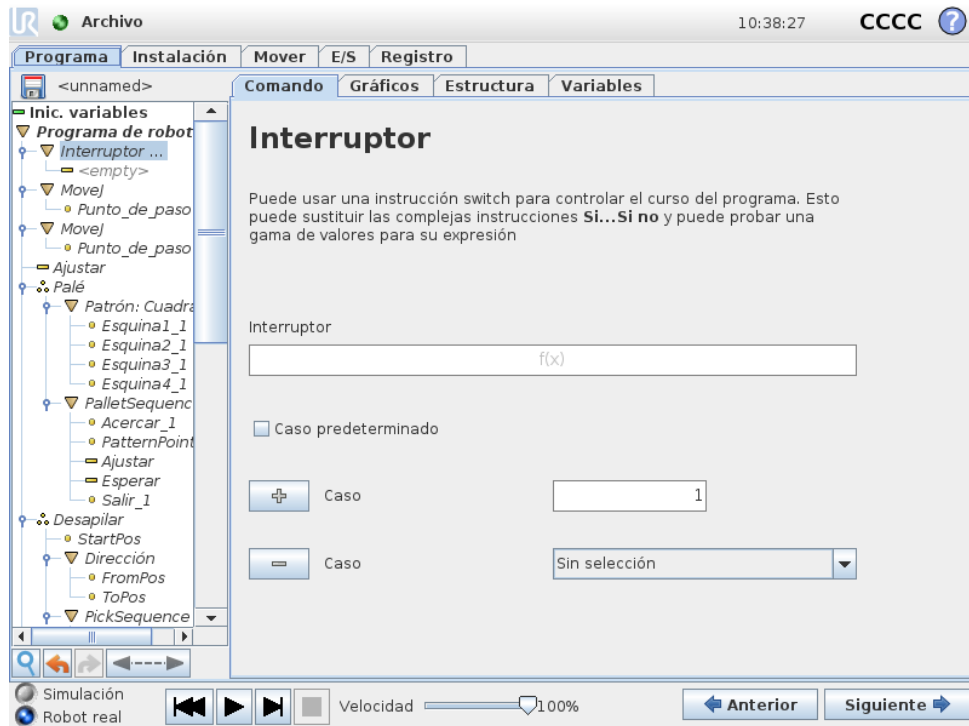 UR Archivo 10:38:27 CCCC ?
Programa Instalación Mover E/S Registro
<unnamed> Comando Gráficos Estructura Variables
Inic. variables
Programa de robot
Interruptor ...
<empty>
MoveJ
Punto_de_paso
MoveJ
Punto_de_paso
Ajustar
Palé
Patrón: Cuadra
Esquina1_1
Esquina2_1
Esquina3_1
Esquina4_1
PalletSequenc
Acercar_1
PatternPoint
Ajustar
Esperar
Salir_1
Desapilar
StartPos
Dirección
FromPos
ToPos
PickSequence
Interruptor
Puede usar una instrucción switch para controlar el curso del programa. Esto
puede sustituir las complejas instrucciones Si...Si no y puede probar una
gama de valores para su expresión
Interruptor
f(x)
Caso predeterminado
Caso 1
Caso Sin selección
Simulación
Robot real
Velocidad 100%
Anterior Siguiente